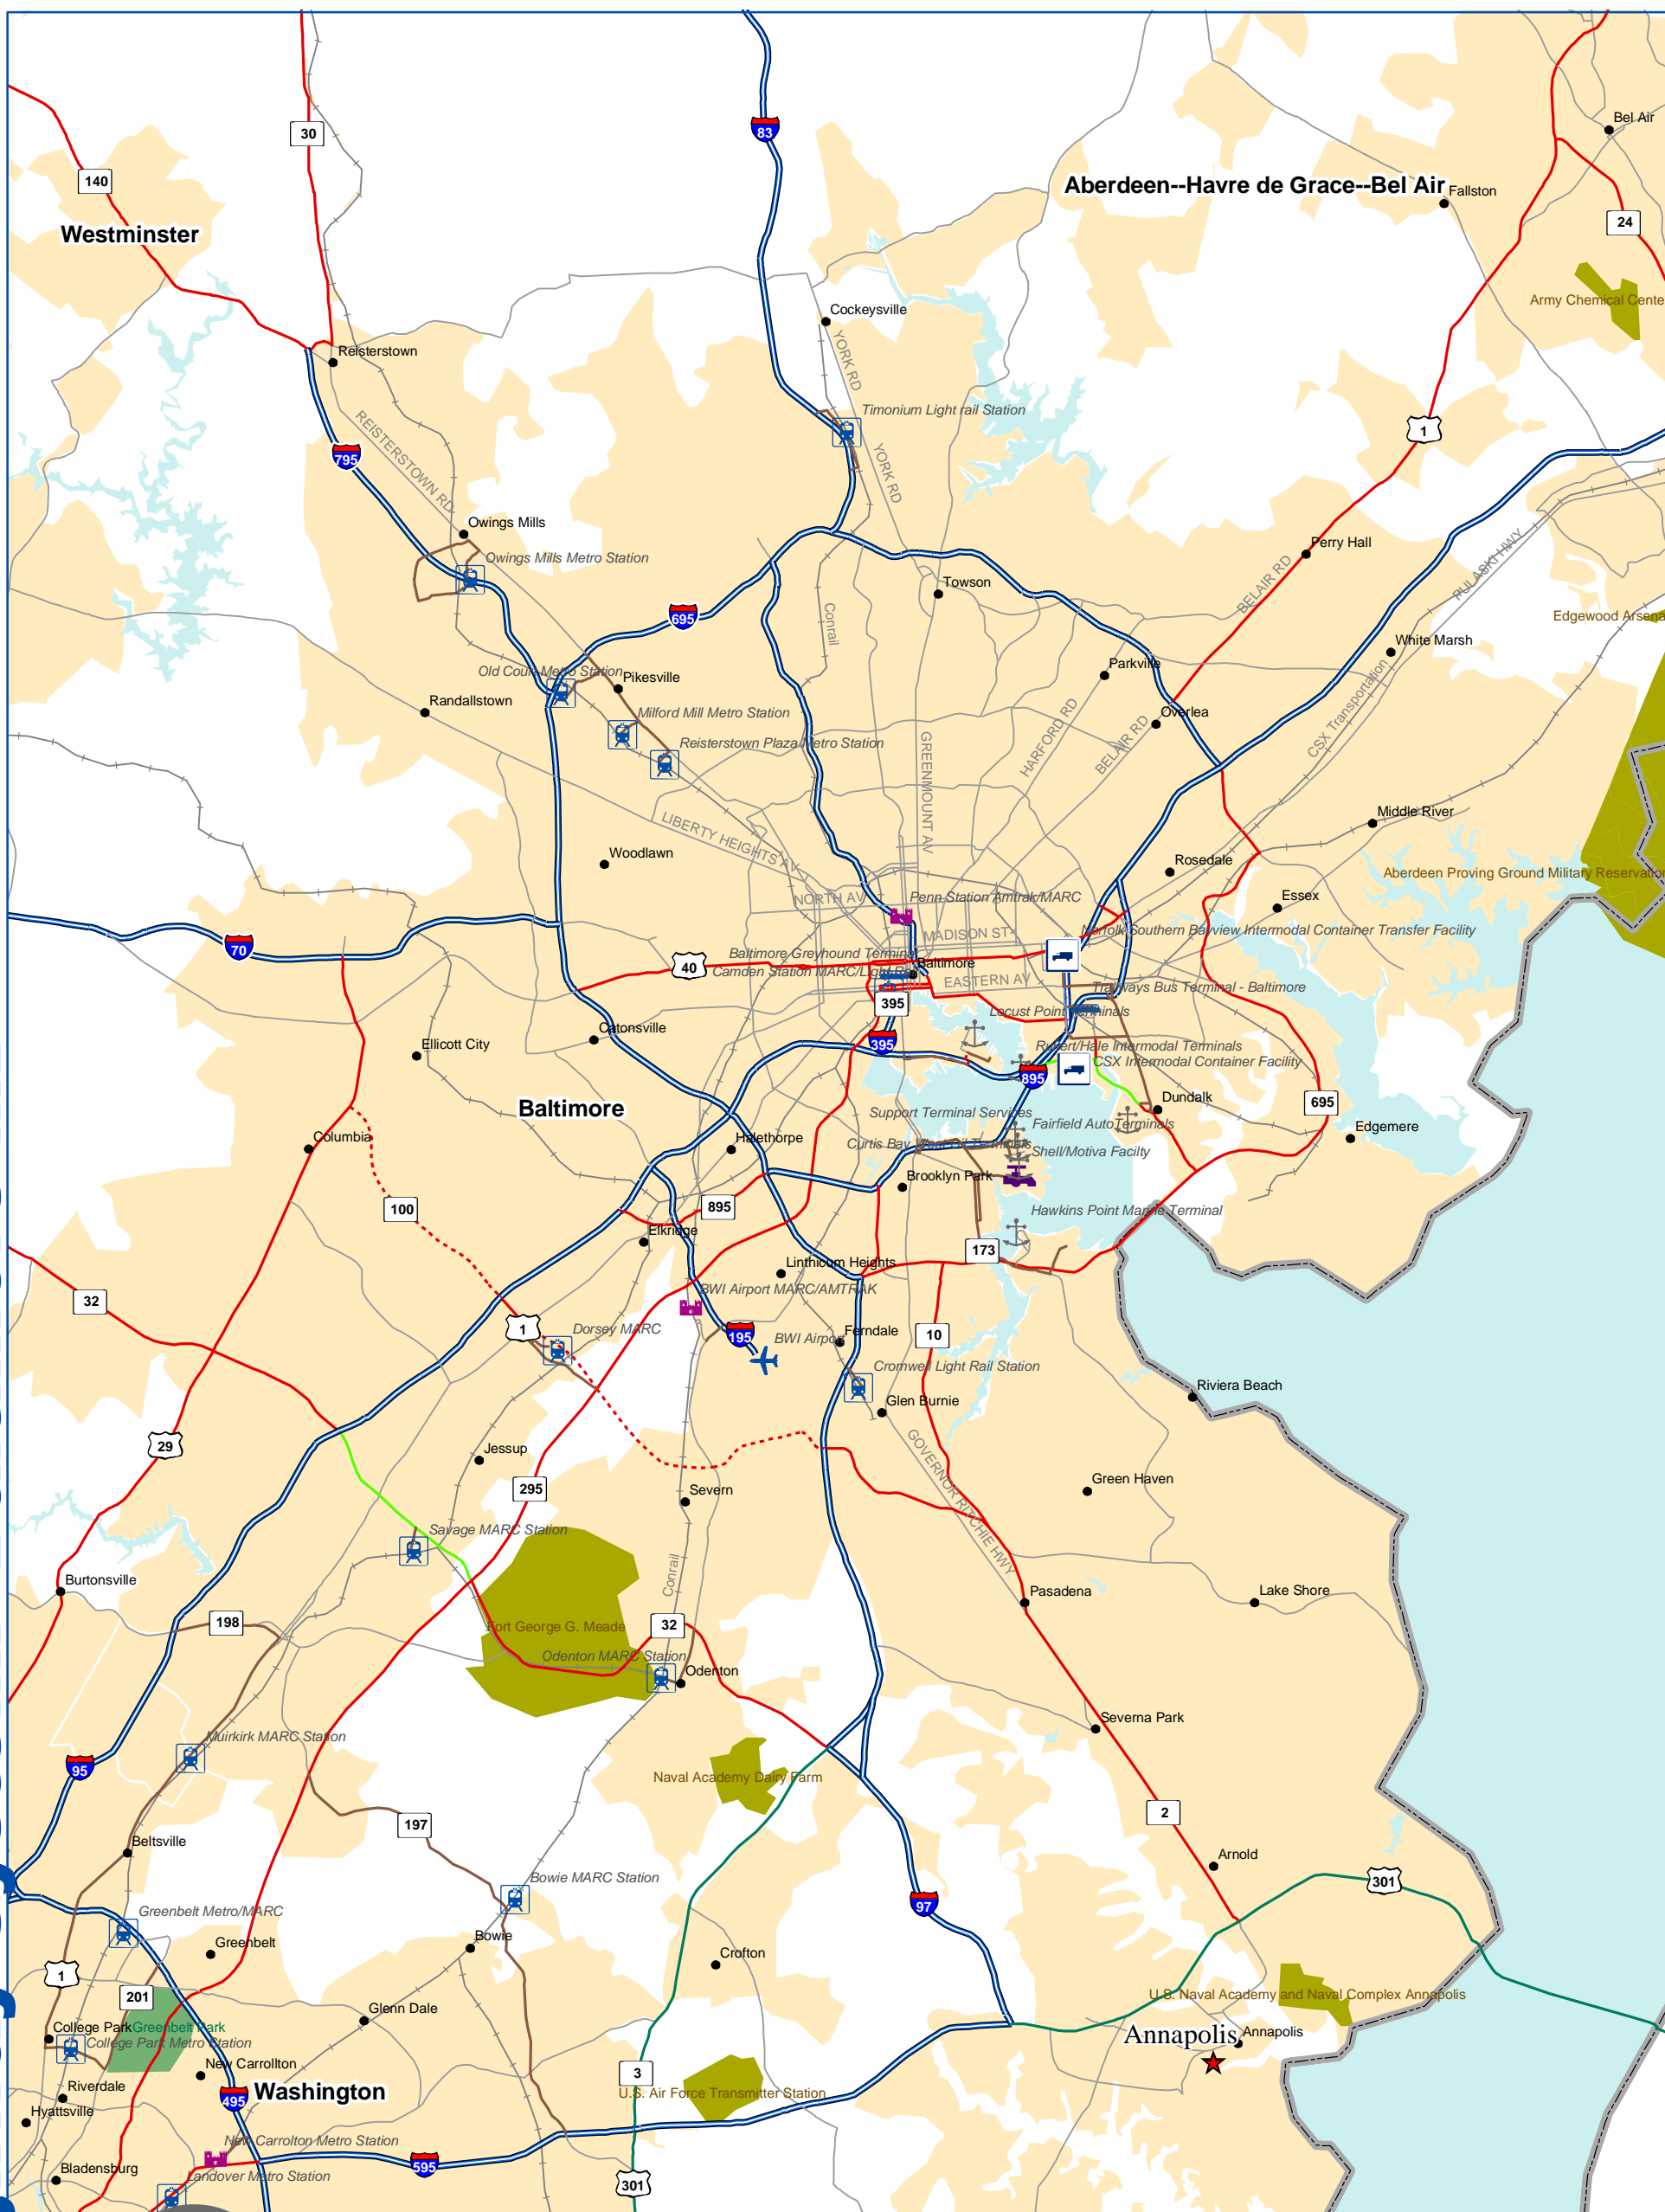 83
30
Bel Air
140
Aberdeen--Havre de Grace--Bel Air
Fallston
24
Westminster
Army Chemical Cente
Cockeysville
YORK RD
Reisterstown
Timonium Light rail Station
1
REISTERSTOWN RD
795
YORK RD
Owings Mills
Owings Mills Metro Station
Perry Hall
PULASKI HWY
Towson
BELAIR RD
Edgewood Arsena
695
Conrail
White Marsh
Old Court Metro Station
Pikesville
Parkville
CSX Transportation
Randallstown
Milford Mill Metro Station
Overlea
HARFORD RD
BELAIR RD
Reisterstown Plaza Metro Station
GREENMOUNT AV
Middle River
LIBERTY HEIGHTS AV
Woodlawn
Rosedale
Aberdeen Proving Ground Military Reservation
NORTH AV
Penn Station Amtrak/MARC
Essex
MADISON ST
Norfolk Southern Bayview Intermodal Container Transfer Facility
70
Baltimore Greyhound Terminal
40
Baltimore
Camden Station MARC/Light Rail
EASTERN AV
Trailways Bus Terminal - Baltimore
395
Locust Point Terminals
Catonsville
395
Ellicott City
Rukert/Hale Intermodal Terminals
CSX Intermodal Container Facility
895
Dundalk
695
Baltimore
Support Terminal Services
Fairfield AutoTerminals
Edgemere
Columbia
Halethorpe
Curtis Bay
Shell/Motiva Facilty
Brooklyn Park
100
895
Hawkins Point Marine Terminal
Elkridge
173
Linthicum Heights
BWI Airport MARC/AMTRAK
32
1
Dorsey MARC
195
BWI Airport
Ferndale
10
Cromwell Light Rail Station
Riviera Beach
Glen Burnie
29
GOVERNOR RITCHIE HWY
Jessup
Green Haven
295
Severn
Savage MARC Station
Conrail
Burtonsville
Pasadena
Lake Shore
198
Fort George G. Meade
32
Odenton MARC Station
Odenton
Severna Park
Muirkirk MARC Station
95
Naval Academy Dairy Farm
197
2
Beltsville
Arnold
Bowie MARC Station
301
97
Greenbelt Metro/MARC
Greenbelt
Bowie
Crofton
1
201
U.S. Naval Academy and Naval Complex Annapolis
Glenn Dale
College Park
Greenbelt Park
Annapolis
Annapolis
College Park Metro Station
New Carrollton
3
Riverdale
495
Washington
U.S. Air Force Transmitter Station
Hyattsville
New Carrolton Metro Station
595
Bladensburg
Landover Metro Station
301